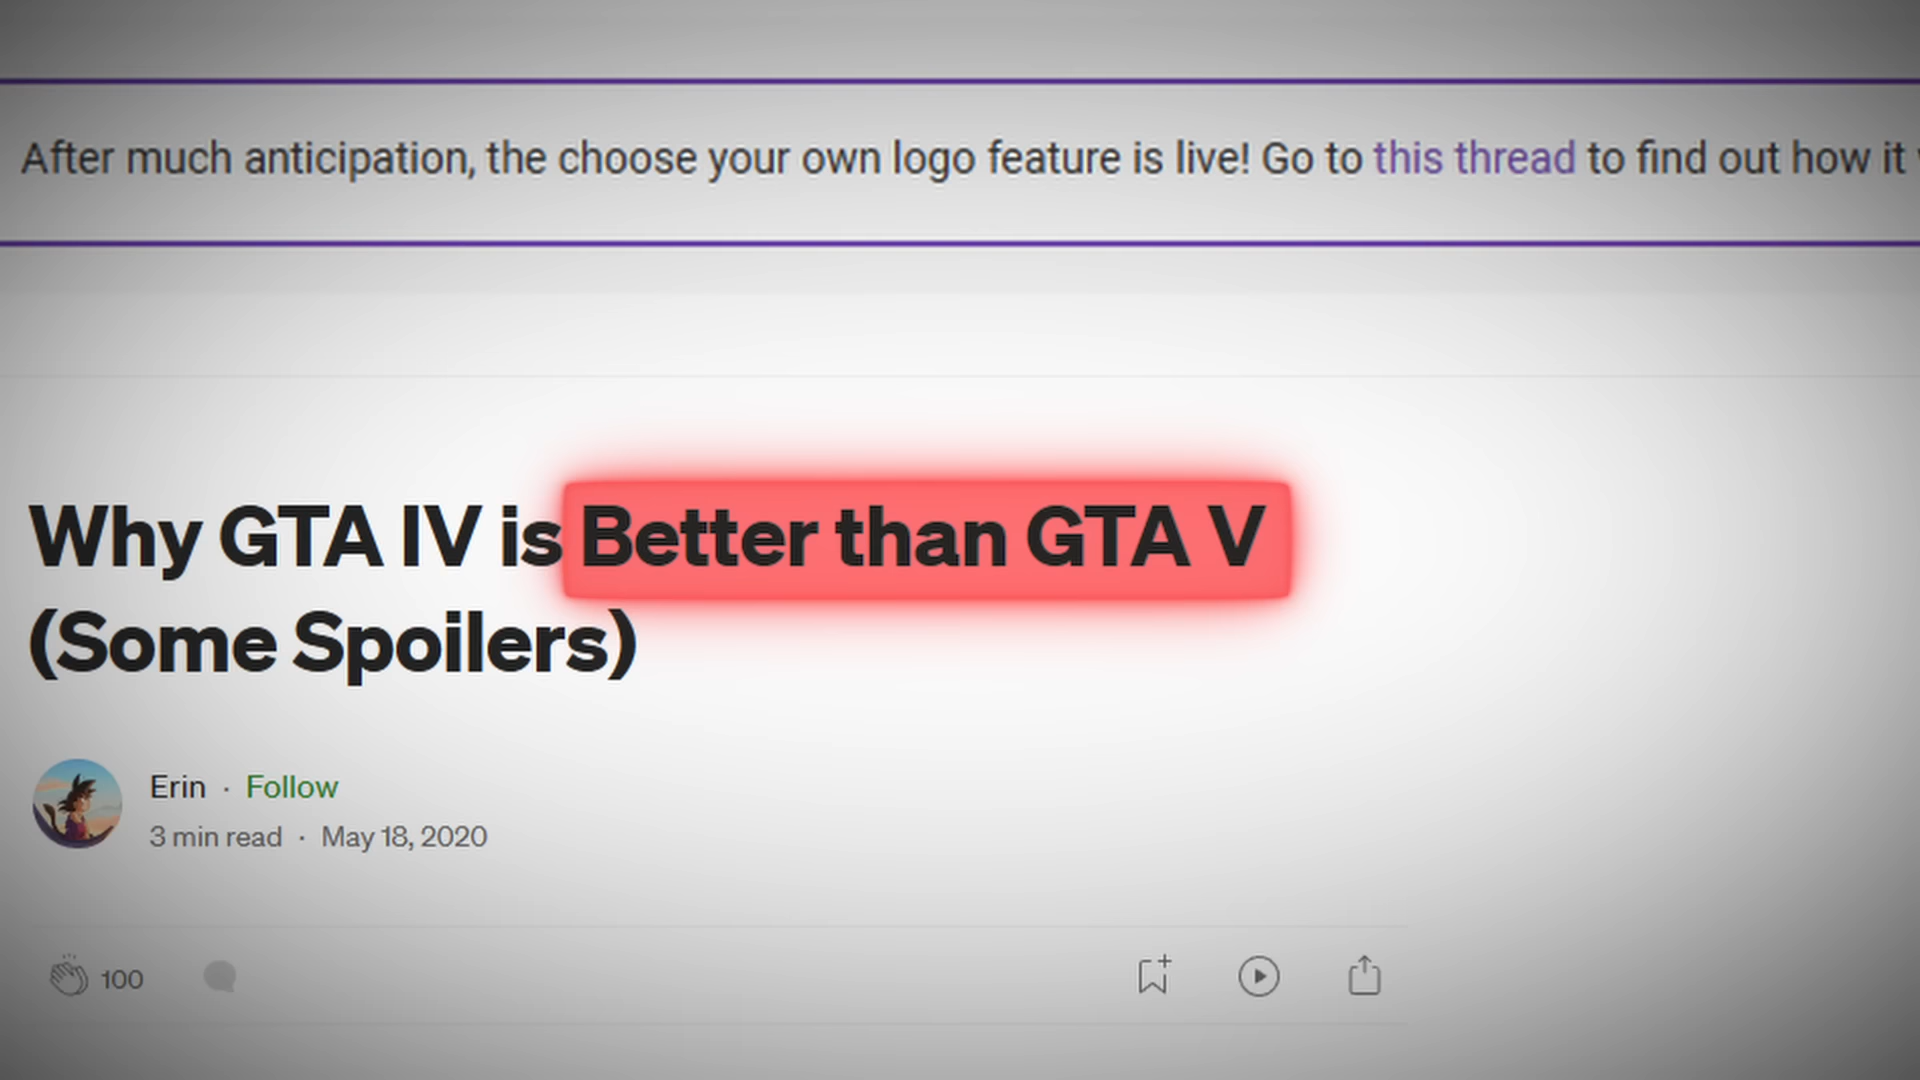 After much anticipation, the choose your own logo feature is live! Go to this thread to find out how it
Why GTA IV is Better than GTA V
(Some Spoilers)
Erin · Follow
3 min read · May 18, 2020
100